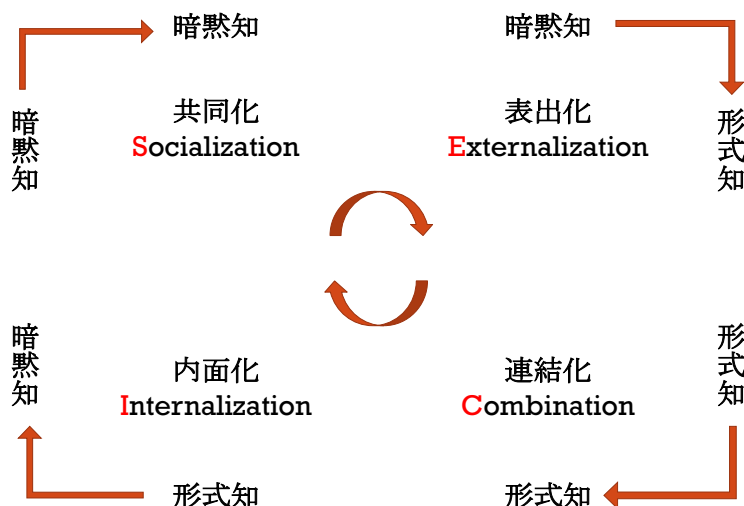 暗黙知
暗黙知
暗黙知
共同化
Socialization
表出化
Externalization
形式知
暗黙知
内面化
Internalization
連結化
Combination
形式知
形式知
形式知